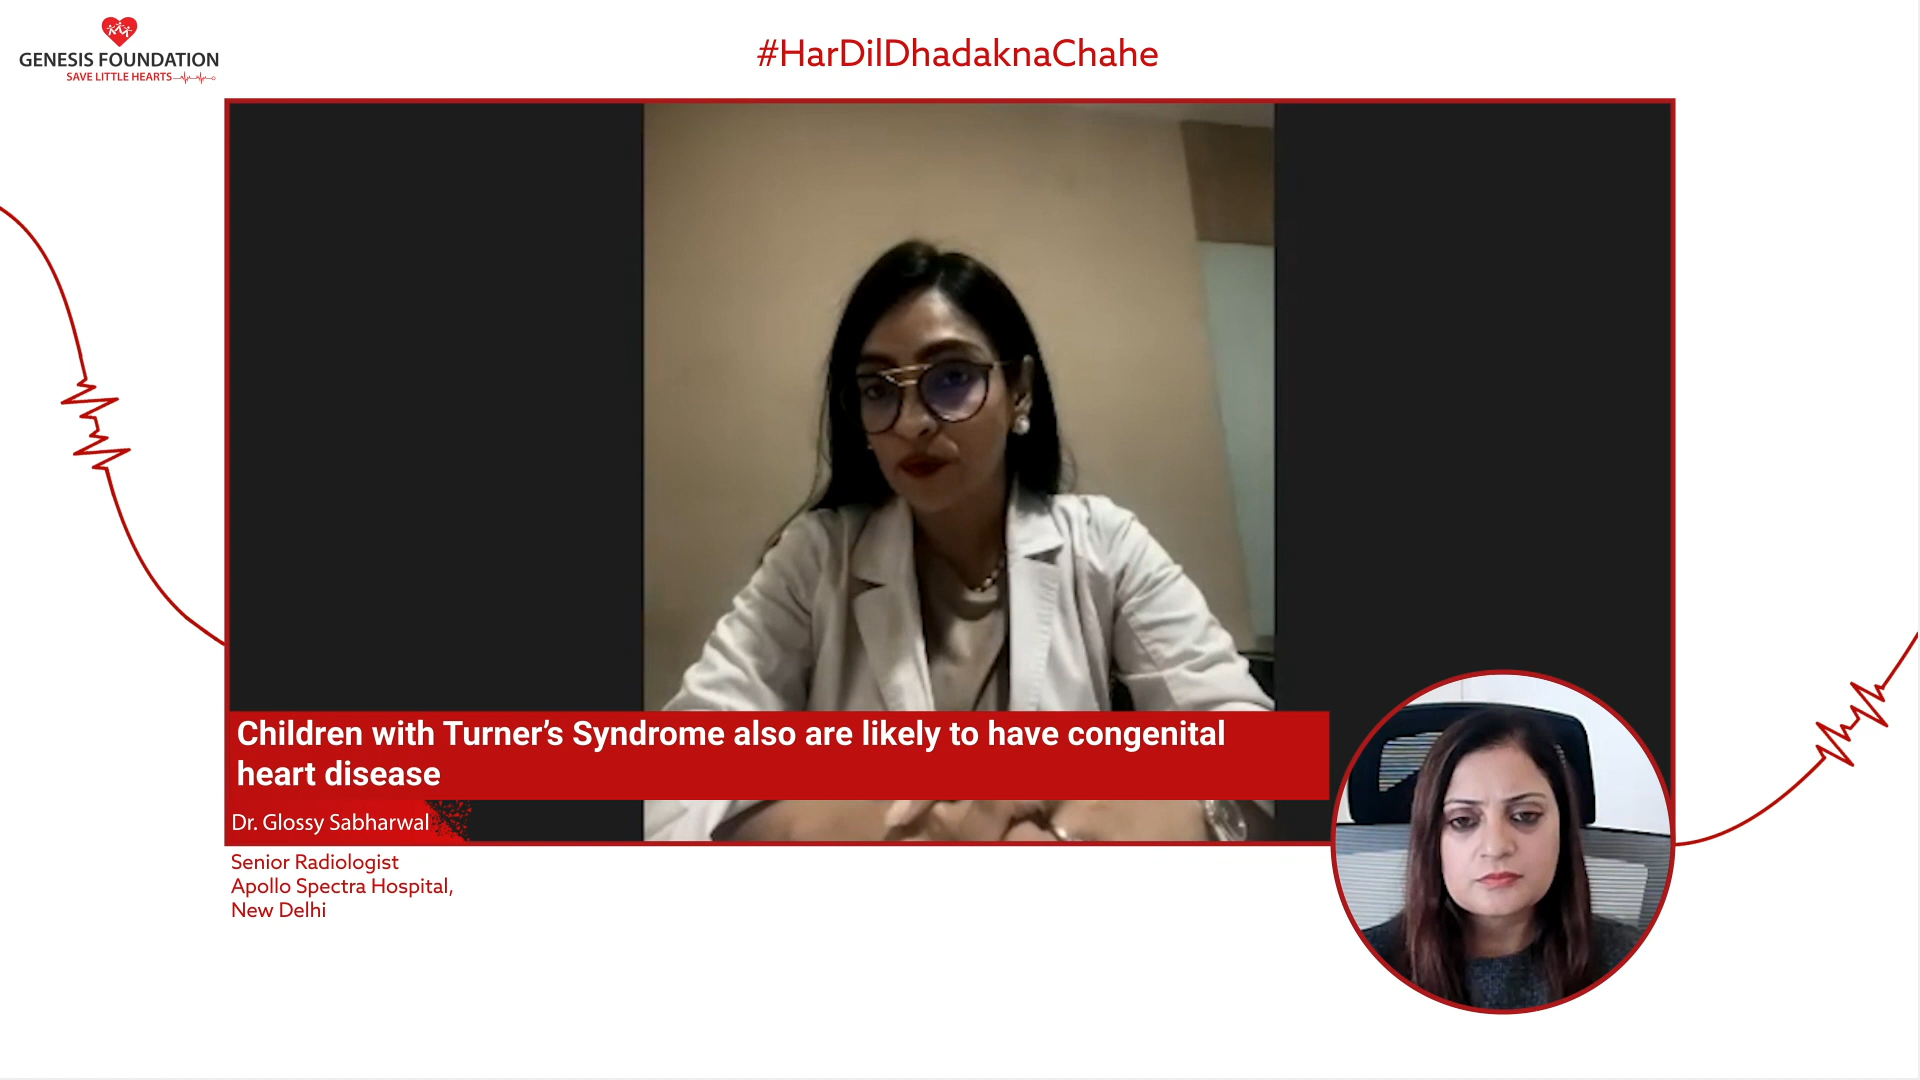 GENESIS FOUNDATION
SAVE LITTLE HEARTS
#HarDilDhadaknaChahe
Children with Turner’s Syndrome also are likely to have congenital
heart disease
Dr. Glossy Sabharwal
Senior Radiologist
Apollo Spectra Hospital,
New Delhi